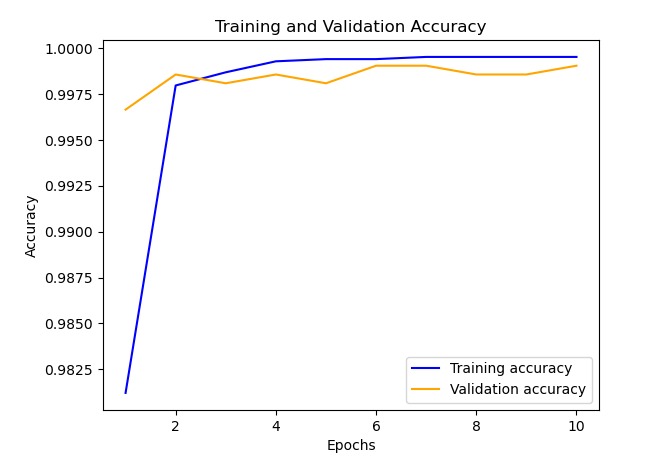 Training and Validation Accuracy
1.0000
0.9975
0.9950
0.9925
0.9900
0.9875
0.9850
0.9825
Accuracy
Training accuracy
Validation accuracy
2 4 6 8 10
Epochs